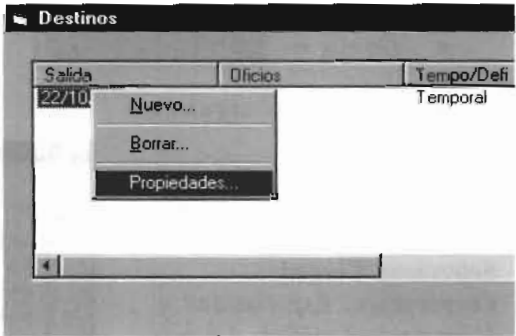 Destinos
Salida Oficios Tempo/Defi
22/10 Temporal
Nuevo...
Borrar...
Propiedades...